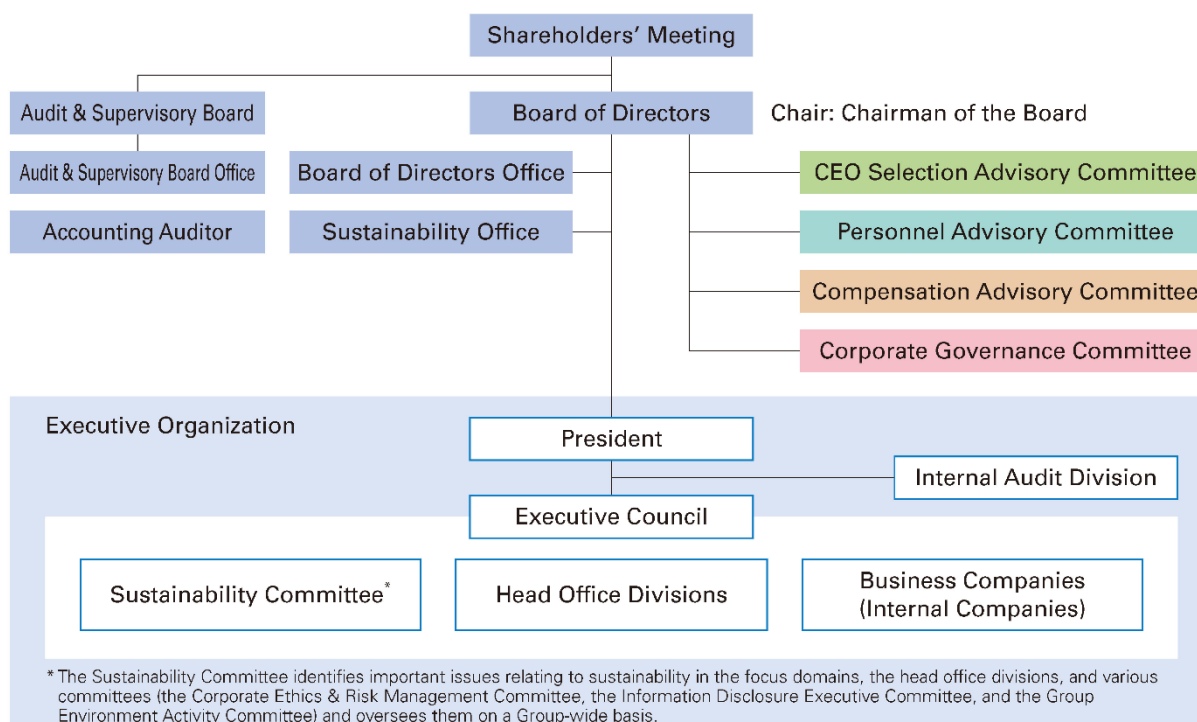 Shareholders' Meeting
Audit & Supervisory Board
Board of Directors
Chair: Chairman of the Board
Audit & Supervisory Board Office
Board of Directors Office
CEO Selection Advisory Committee
Accounting Auditor
Sustainability Office
Personnel Advisory Committee
Compensation Advisory Committee
Corporate Governance Committee
Executive Organization
President
Internal Audit Division
Executive Council
Sustainability Committee*
Head Office Divisions
Business Companies
(Internal Companies)
* The Sustainability Committee identifies important issues relating to sustainability in the focus domains, the head office divisions, and various
committees (the Corporate Ethics & Risk Management Committee, the Information Disclosure Executive Committee, and the Group
Environment Activity Committee) and oversees them on a Group-wide basis.